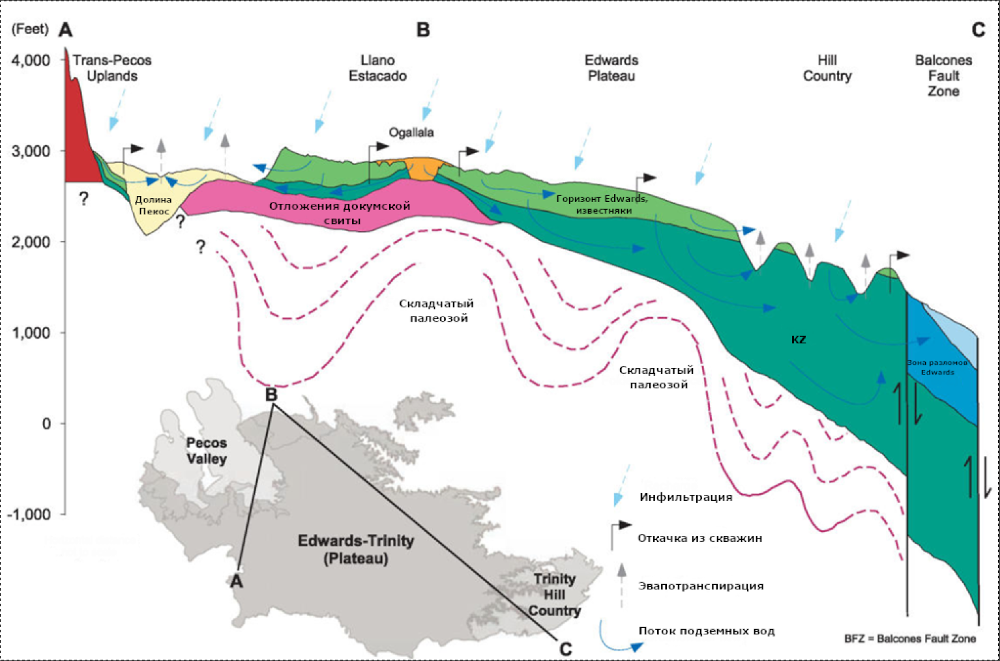 (Feet) A B C
4,000
Trans-Pecos
Uplands
Llano
Estacado
Edwards
Plateau
Hill
Country
Balcones
Fault
Zone
3,000
Ogallala
?
Долина
Пекос
?
Отложения докумской
свиты
Горизонт Edwards,
известняки
2,000
?
Складчатый
палеозой
1,000
KZ
Зона разломов
Edwards
Складчатый
палеозой
0
-1,000
B
Pecos
Valley
Edwards-Trinity
(Plateau)
A
Trinity
Hill
Country
C
Инфильтрация
Откачка из скважин
Эвапотранспирация
Поток подземных вод
BFZ = Balcones Fault Zone